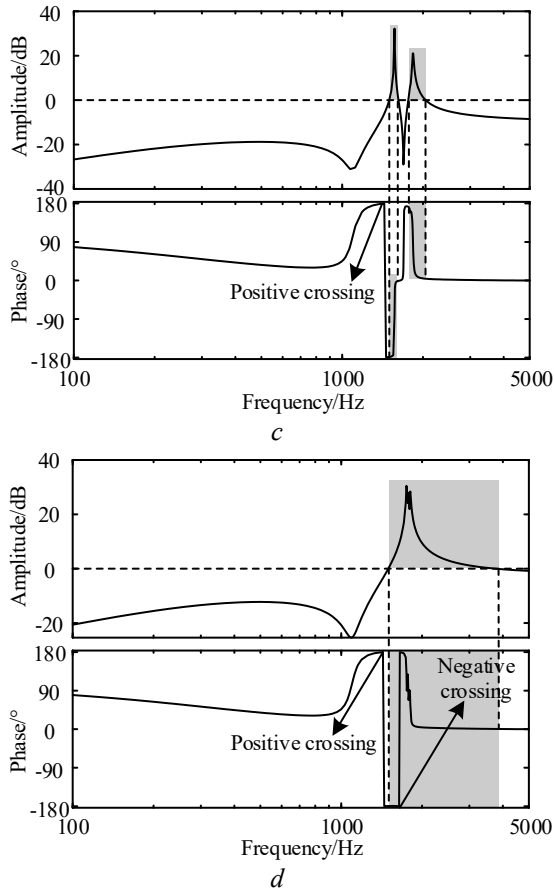 40
20
0
-20
-40
Amplitude/dB
180
90
0
-90
-180
Phase/°
Positive crossing
100
1000
5000
Frequency/Hz
c
40
20
0
-20
Amplitude/dB
180
90
0
-90
-180
Phase/°
Negative
crossing
Positive crossing
100
1000
5000
Frequency/Hz
d